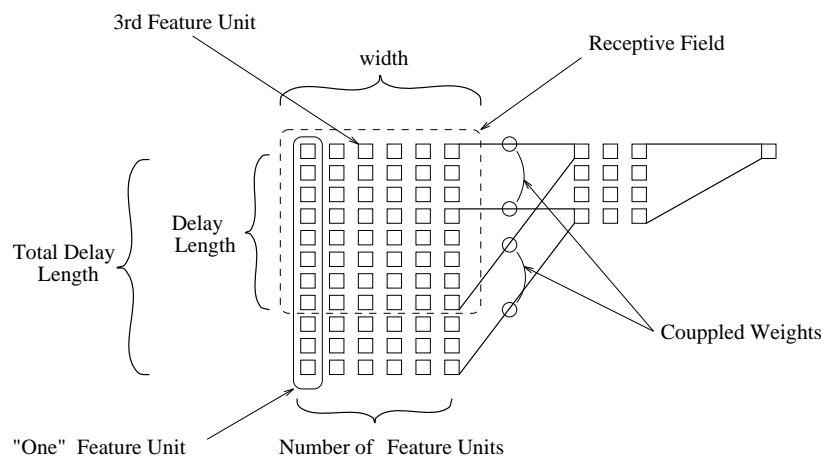 3rd Feature Unit
width
Receptive Field
Delay
Length
Total Delay
Length
Couppled Weights
"One" Feature Unit
Number of Feature Units